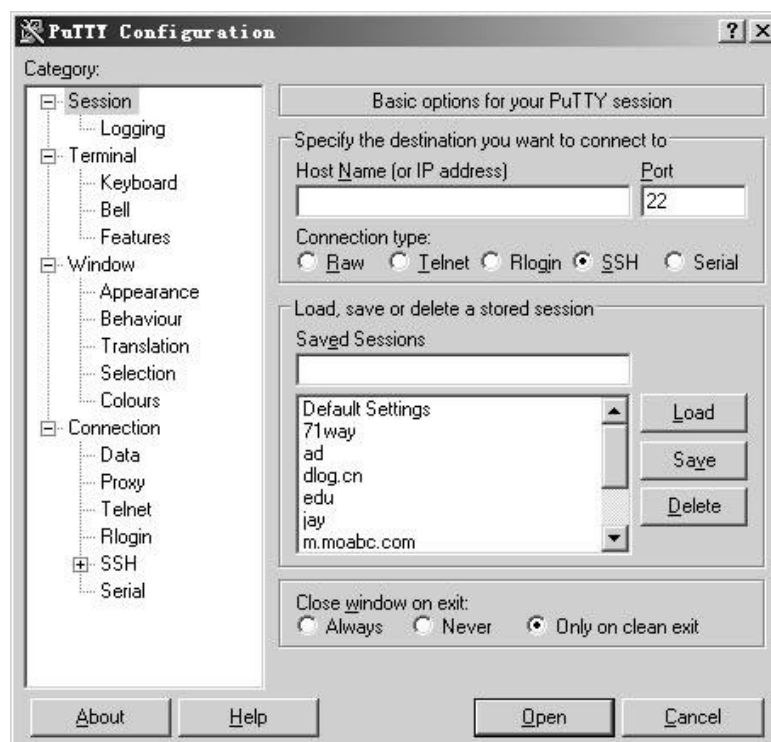 PuTTY Configuration
Category:
Session
Logging
Terminal
Keyboard
Bell
Features
Window
Appearance
Behaviour
Translation
Selection
Colours
Connection
Data
Proxy
Telnet
Rlogin
SSH
Serial
Basic options for your PuTTY session
Specify the destination you want to connect to
Host Name (or IP address) Port
22
Connection type:
Raw Telnet Rlogin SSH Serial
Load, save or delete a stored session
Saved Sessions
Default Settings
71way
ad
dlog.cn
edu
jay
m.moabc.com
Load
Save
Delete
Close window on exit:
Always Never Only on clean exit
About Help Open Cancel